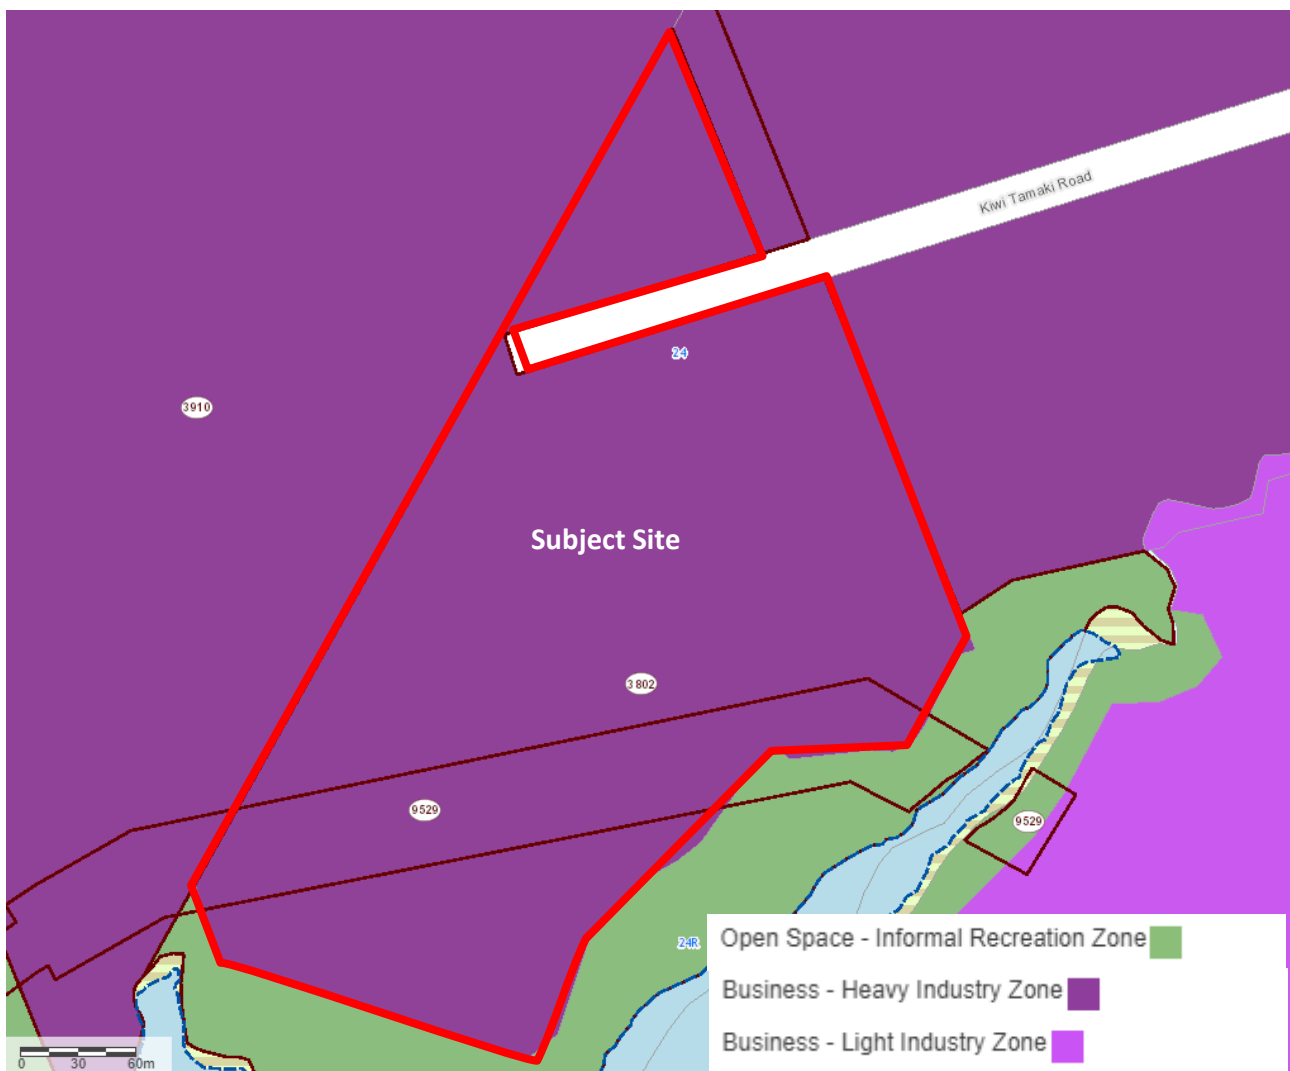 Kiwi Tamaki Road
24
3910
Subject Site
3802
9529
9529
24R
Open Space - Informal Recreation Zone
Business - Heavy Industry Zone
Business - Light Industry Zone
0 30 60m